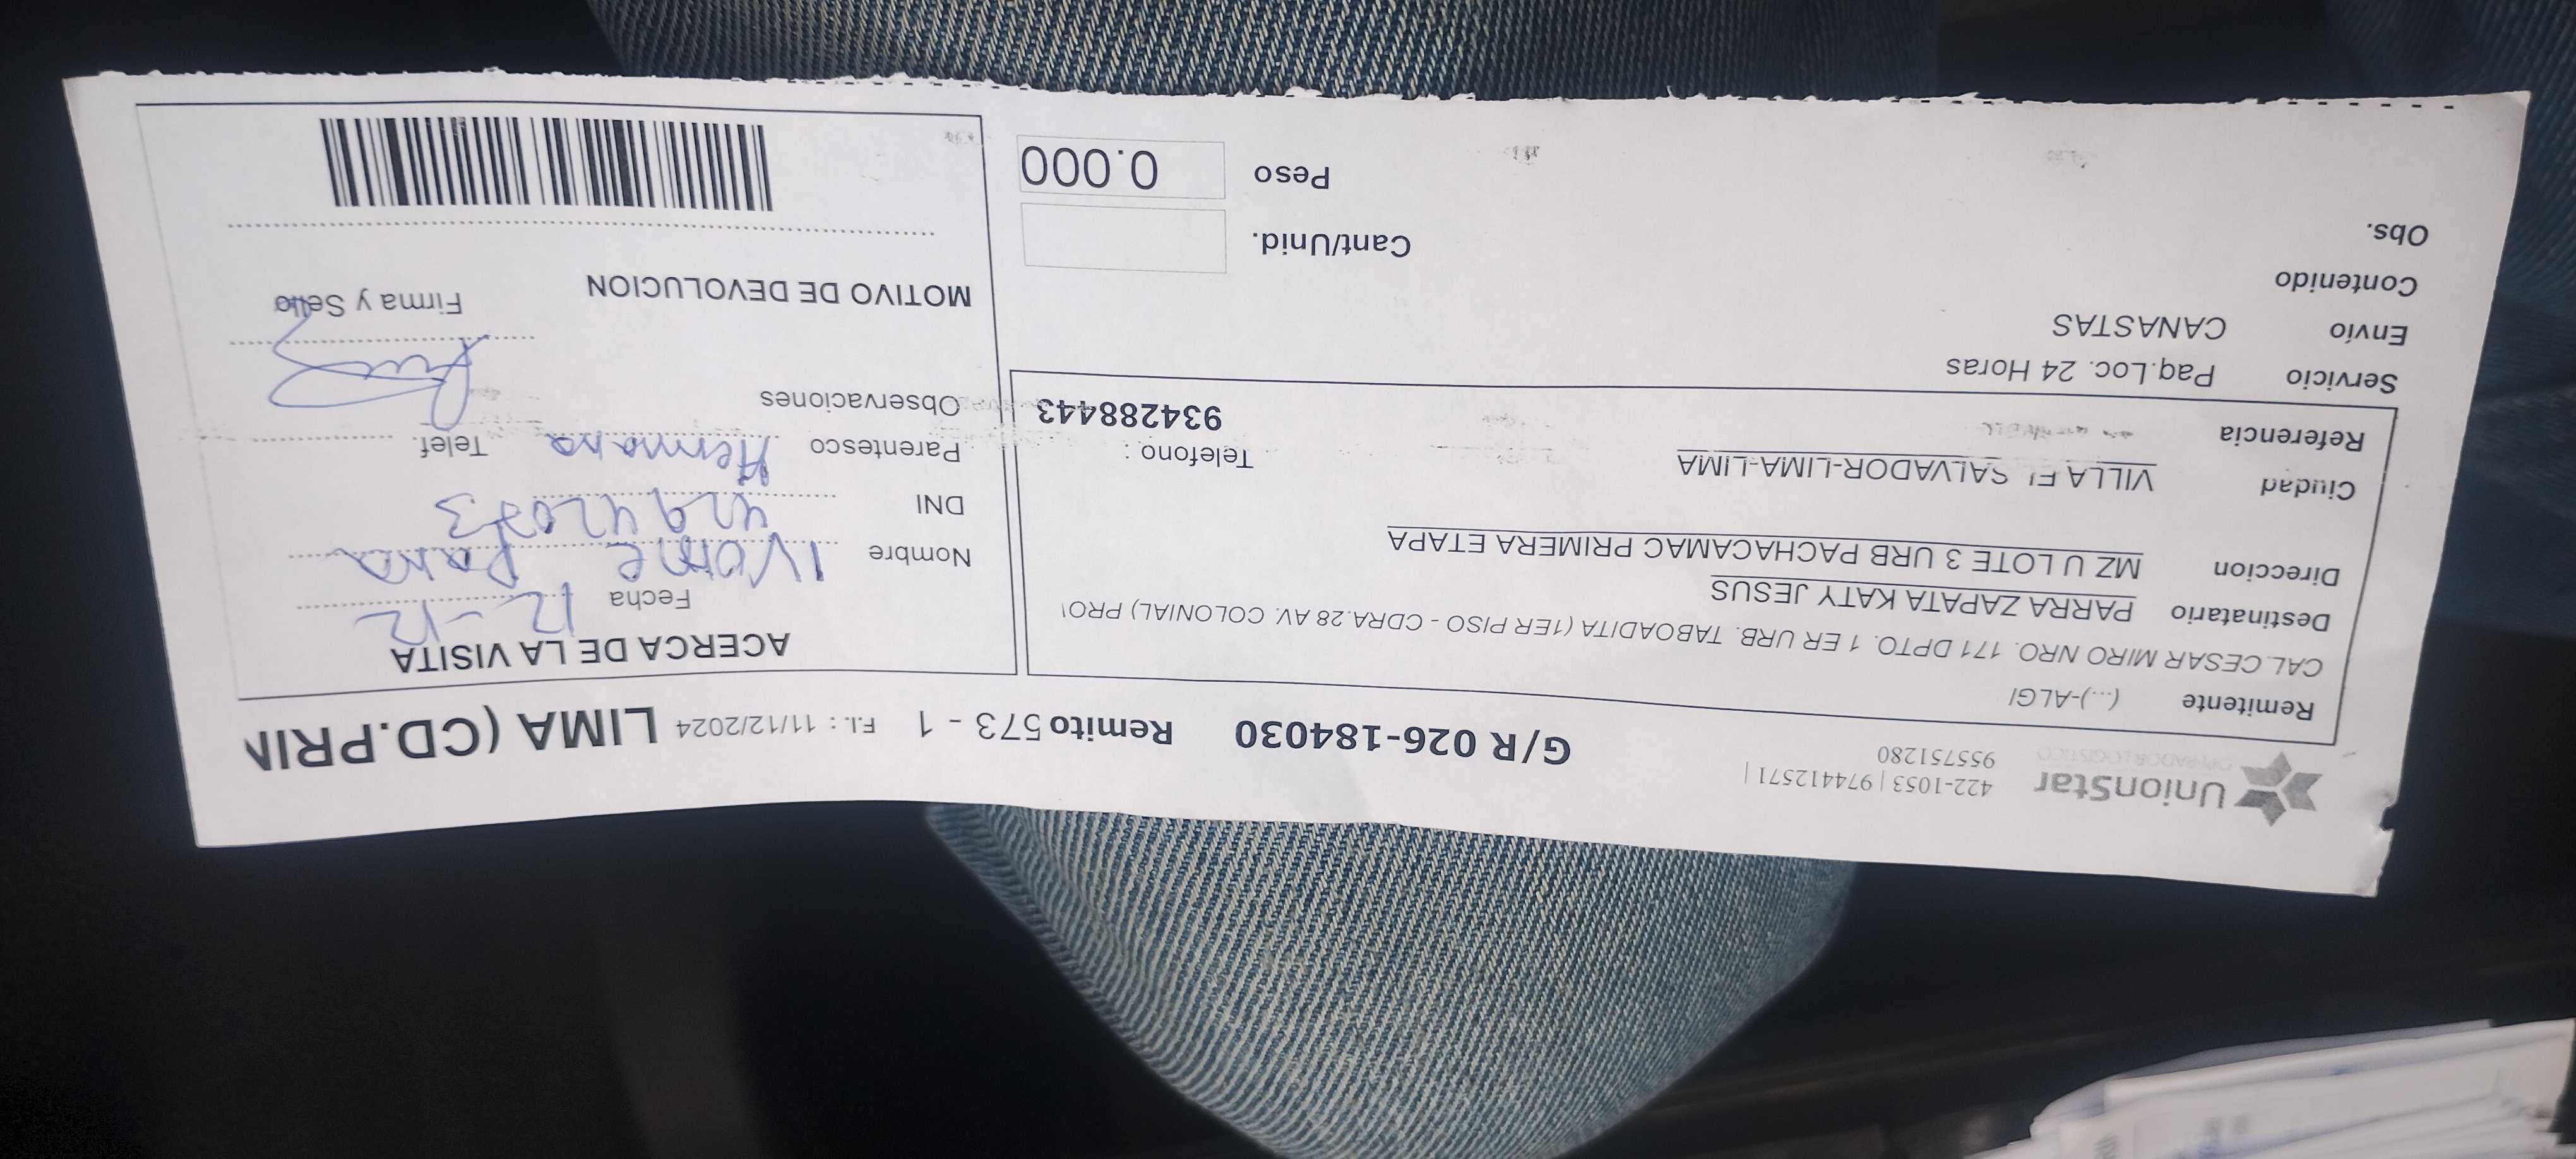 UnionStar
OPERADOR LOGISTICO
422-1053 | 974412571 |
955751280
G/R 026-184030
Remito 573 - 1
F.I. : 11/12/2024
LIMA (CD.PRIN
Remitente (...)-ALGI
CAL.CESAR MIRO NRO. 171 DPTO. 1 ER URB. TABOADITA (1ER PISO - CDRA.28 AV. COLONIAL) PRO
Destinatario PARRA ZAPATA KATY JESUS
Direccion MZ U LOTE 3 URB PACHACAMAC PRIMERA ETAPA
Ciudad VILLA EL SALVADOR-LIMA-LIMA
Telefono :
934288443
Referencia
Servicio Paq.Loc. 24 Horas
Envío CANASTAS
Contenido
Obs.
Cant/Unid.
Peso 0.000
ACERCA DE LA VISITA
Fecha 12-12
Nombre Ivonne Parra
DNI
Parentesco Hermana Telef.
Observaciones
Firma y Sello
MOTIVO DE DEVOLUCION